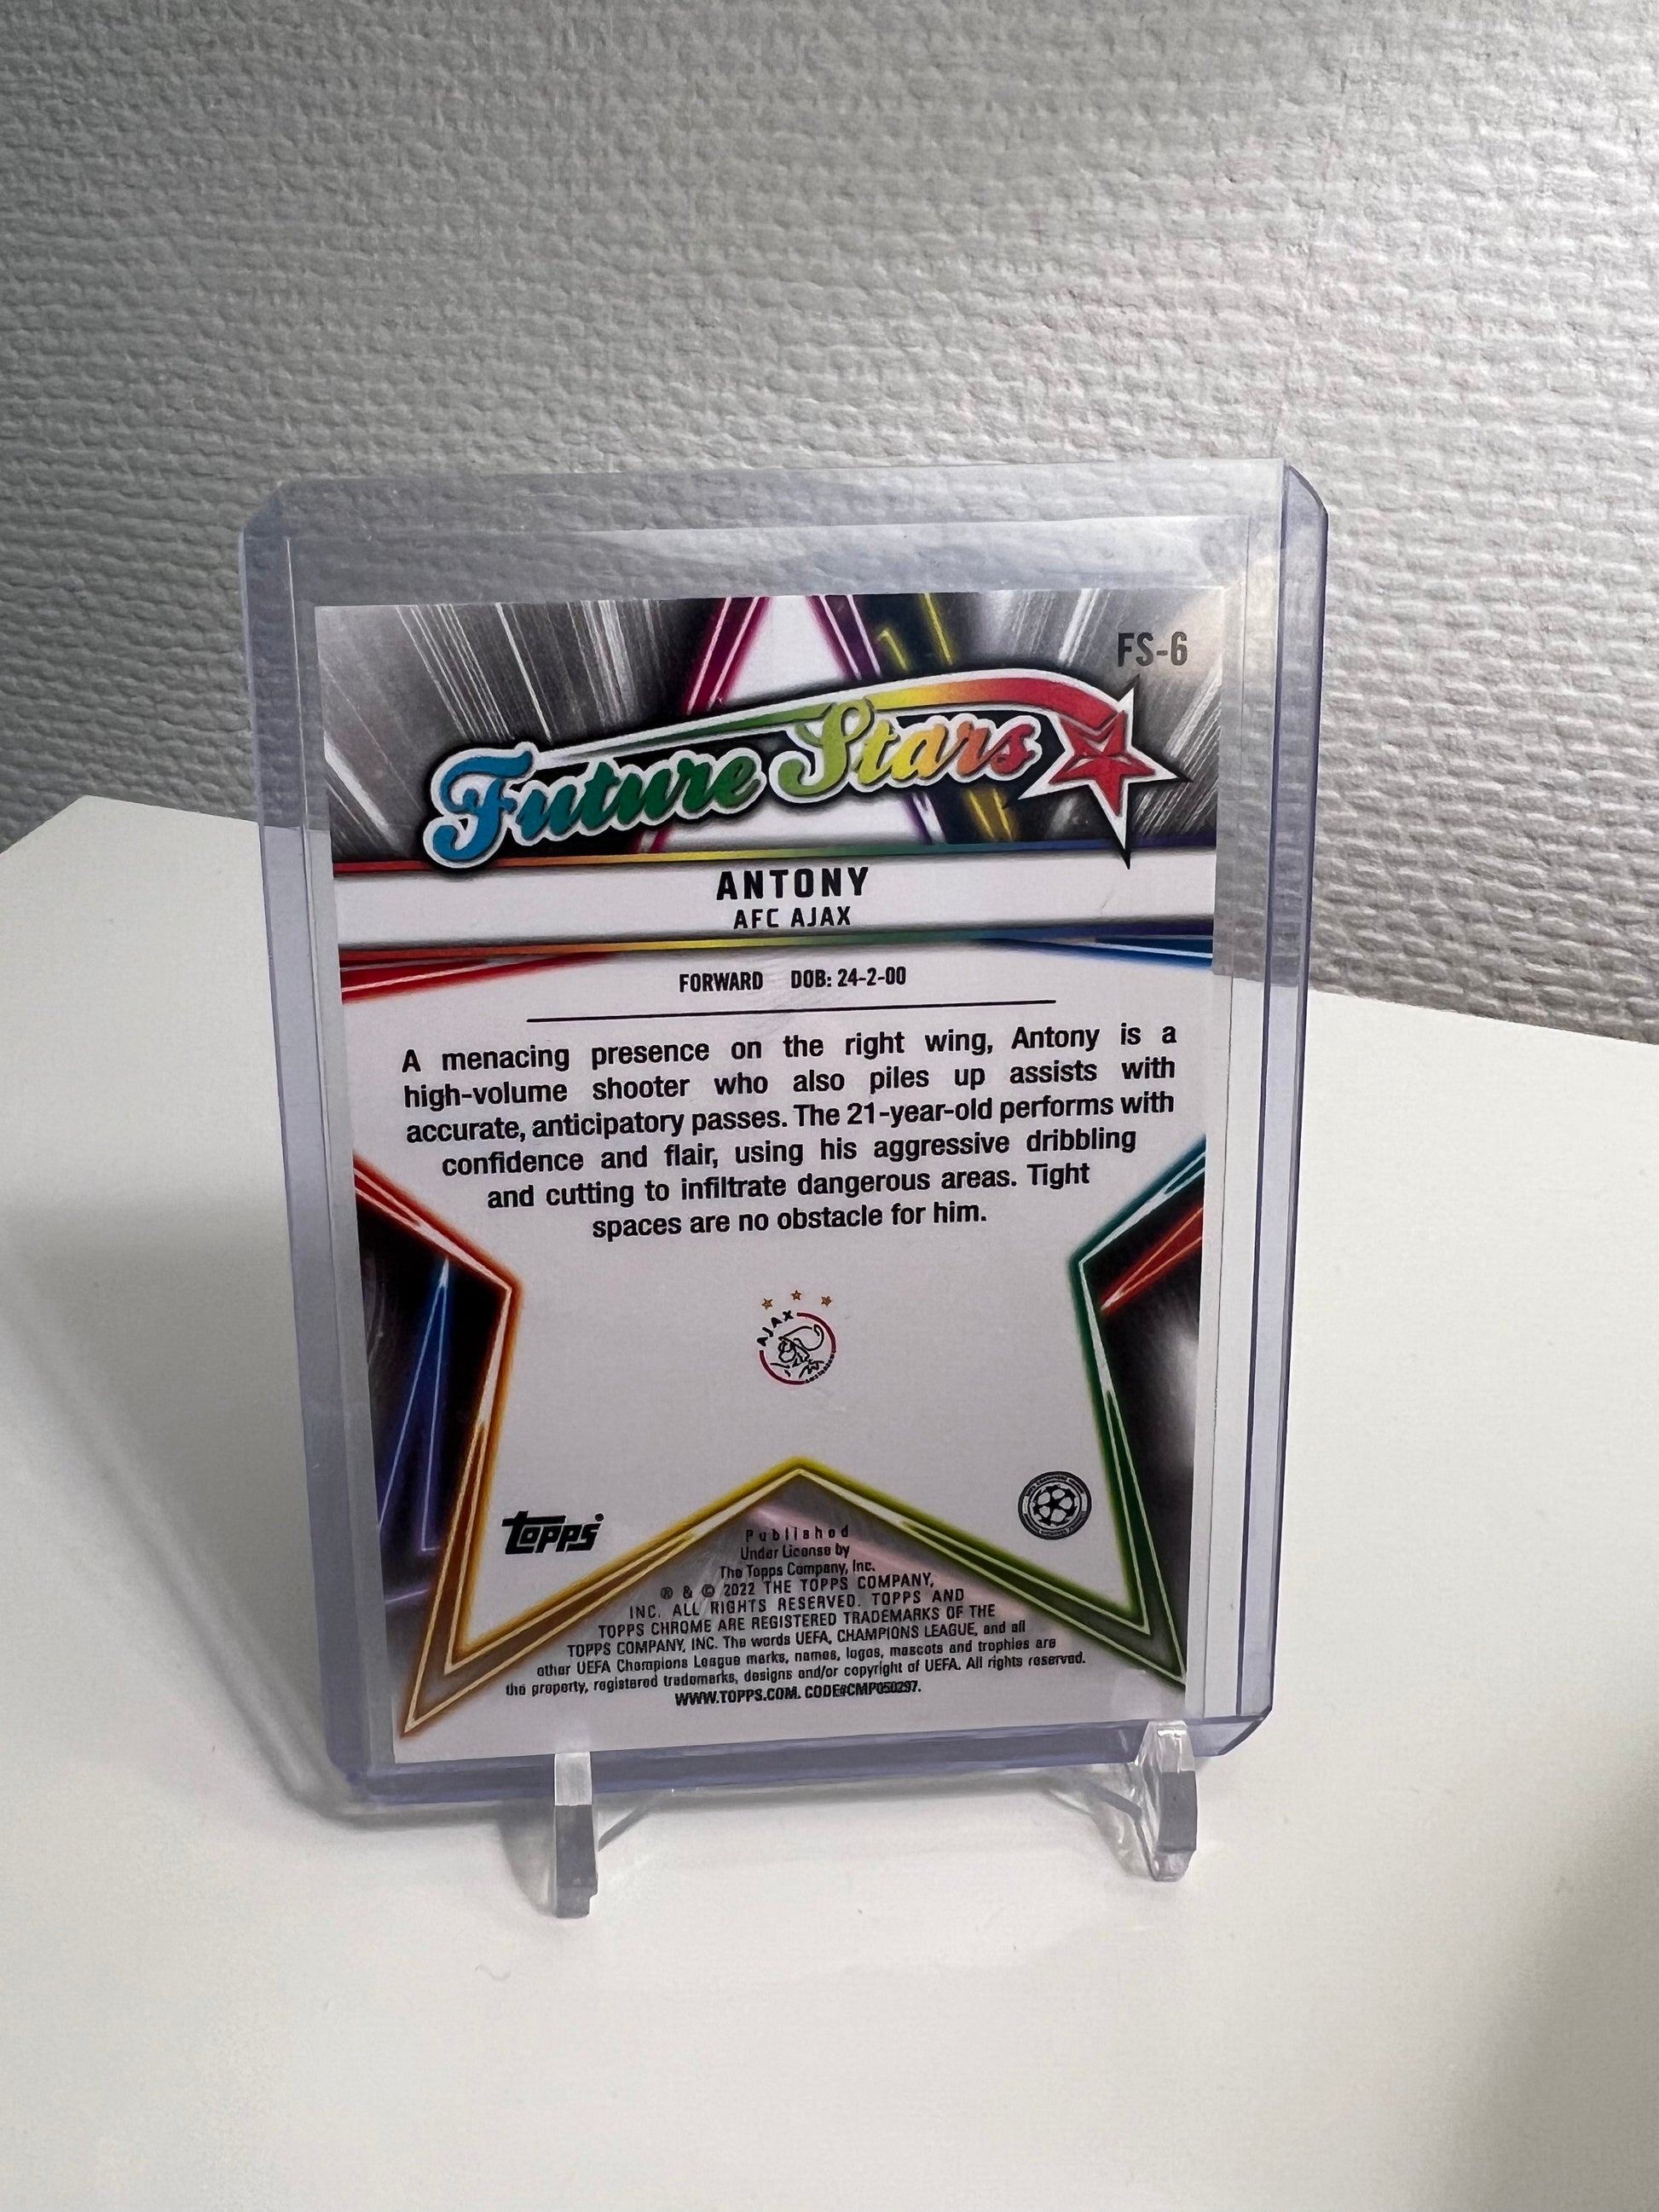 FS-6
Future Stars
ANTONY
AFC AJAX
FORWARD DOB: 24-2-00
A menacing presence on the right wing, Antony is a
high-volume shooter who also piles up assists with
accurate, anticipatory passes. The 21-year-old performs with
confidence and flair, using his aggressive dribbling
and cutting to infiltrate dangerous areas. Tight
spaces are no obstacle for him.
AJAX
topps
Published
Under License by
The Topps Company, Inc.
® & © 2022 THE TOPPS COMPANY,
INC. ALL RIGHTS RESERVED. TOPPS AND
TOPPS CHROME ARE REGISTERED TRADEMARKS OF THE
TOPPS COMPANY, INC. The words UEFA, CHAMPIONS LEAGUE, and all
other UEFA Champions League marks, names, logos, mascots and trophies are
the property, registered trademarks, designs and/or copyright of UEFA. All rights reserved.
WWW.TOPPS.COM. CODE#CMP050297.